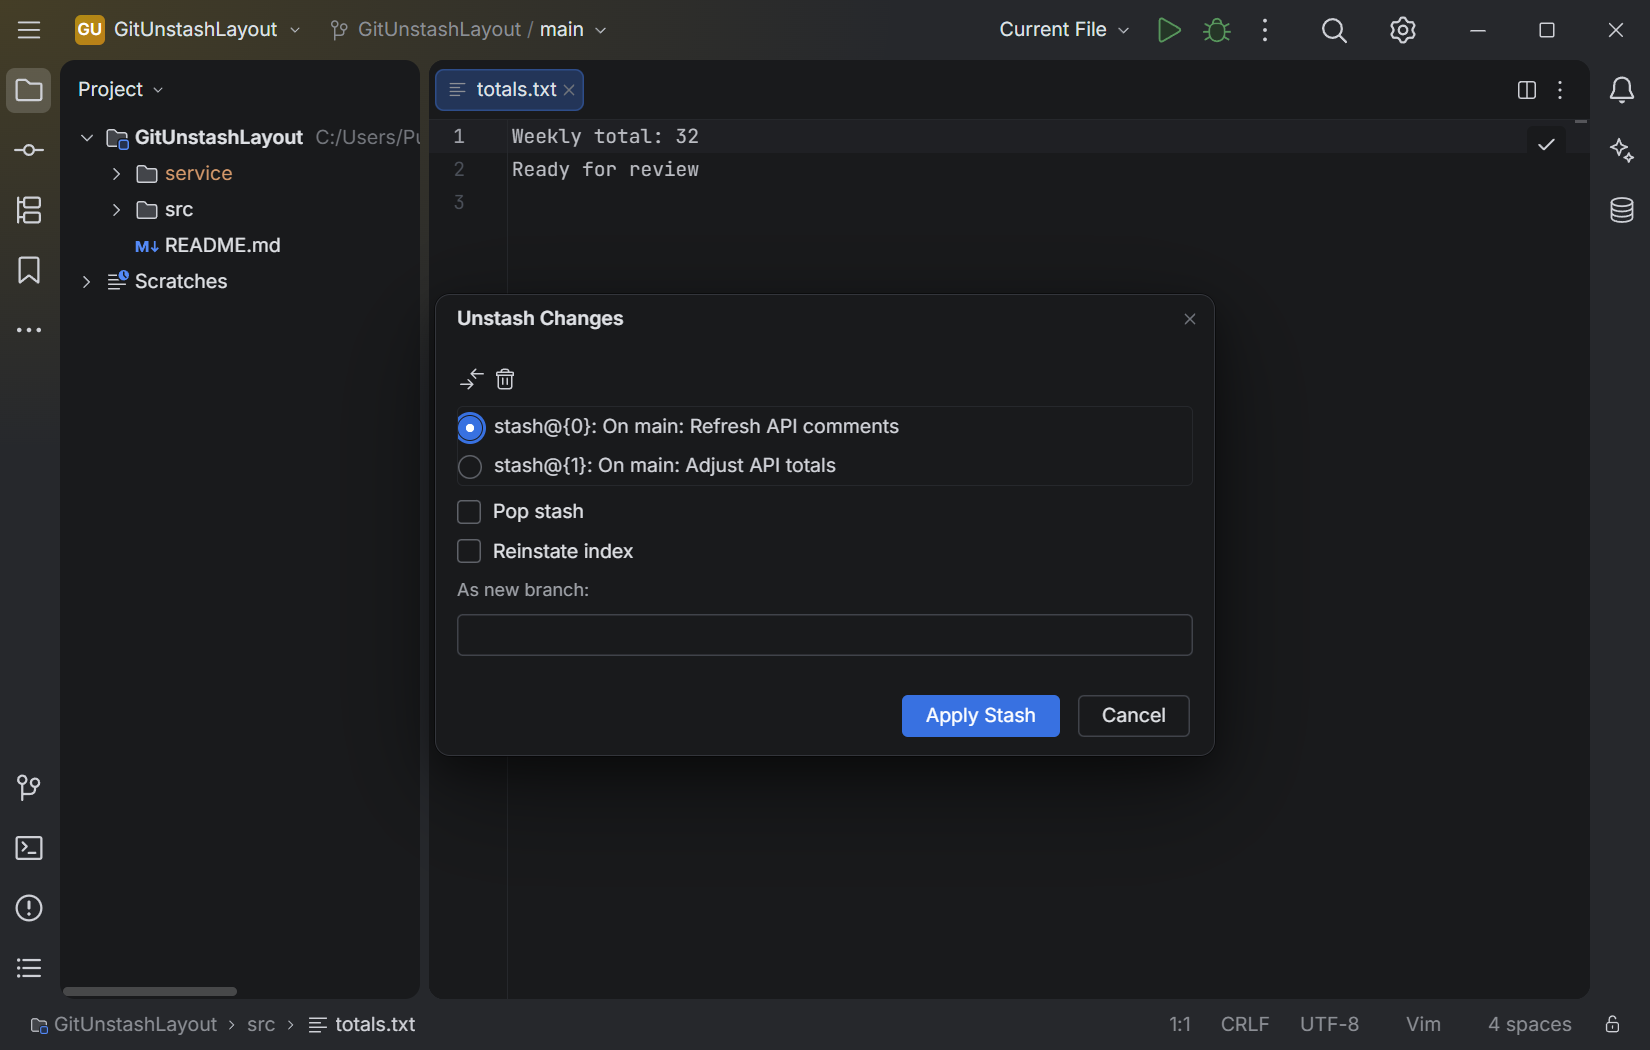 GU GitUnstashLayout GitUnstashLayout / main Current File
Project
totals.txt
GitUnstashLayout C:/Users/Pu
service
src
README.md
Scratches
1 Weekly total: 32
2 Ready for review
3
Unstash Changes
stash@{0}: On main: Refresh API comments
stash@{1}: On main: Adjust API totals
Pop stash
Reinstate index
As new branch:
Apply Stash Cancel
GitUnstashLayout › src › totals.txt 1:1 CRLF UTF-8 Vim 4 spaces